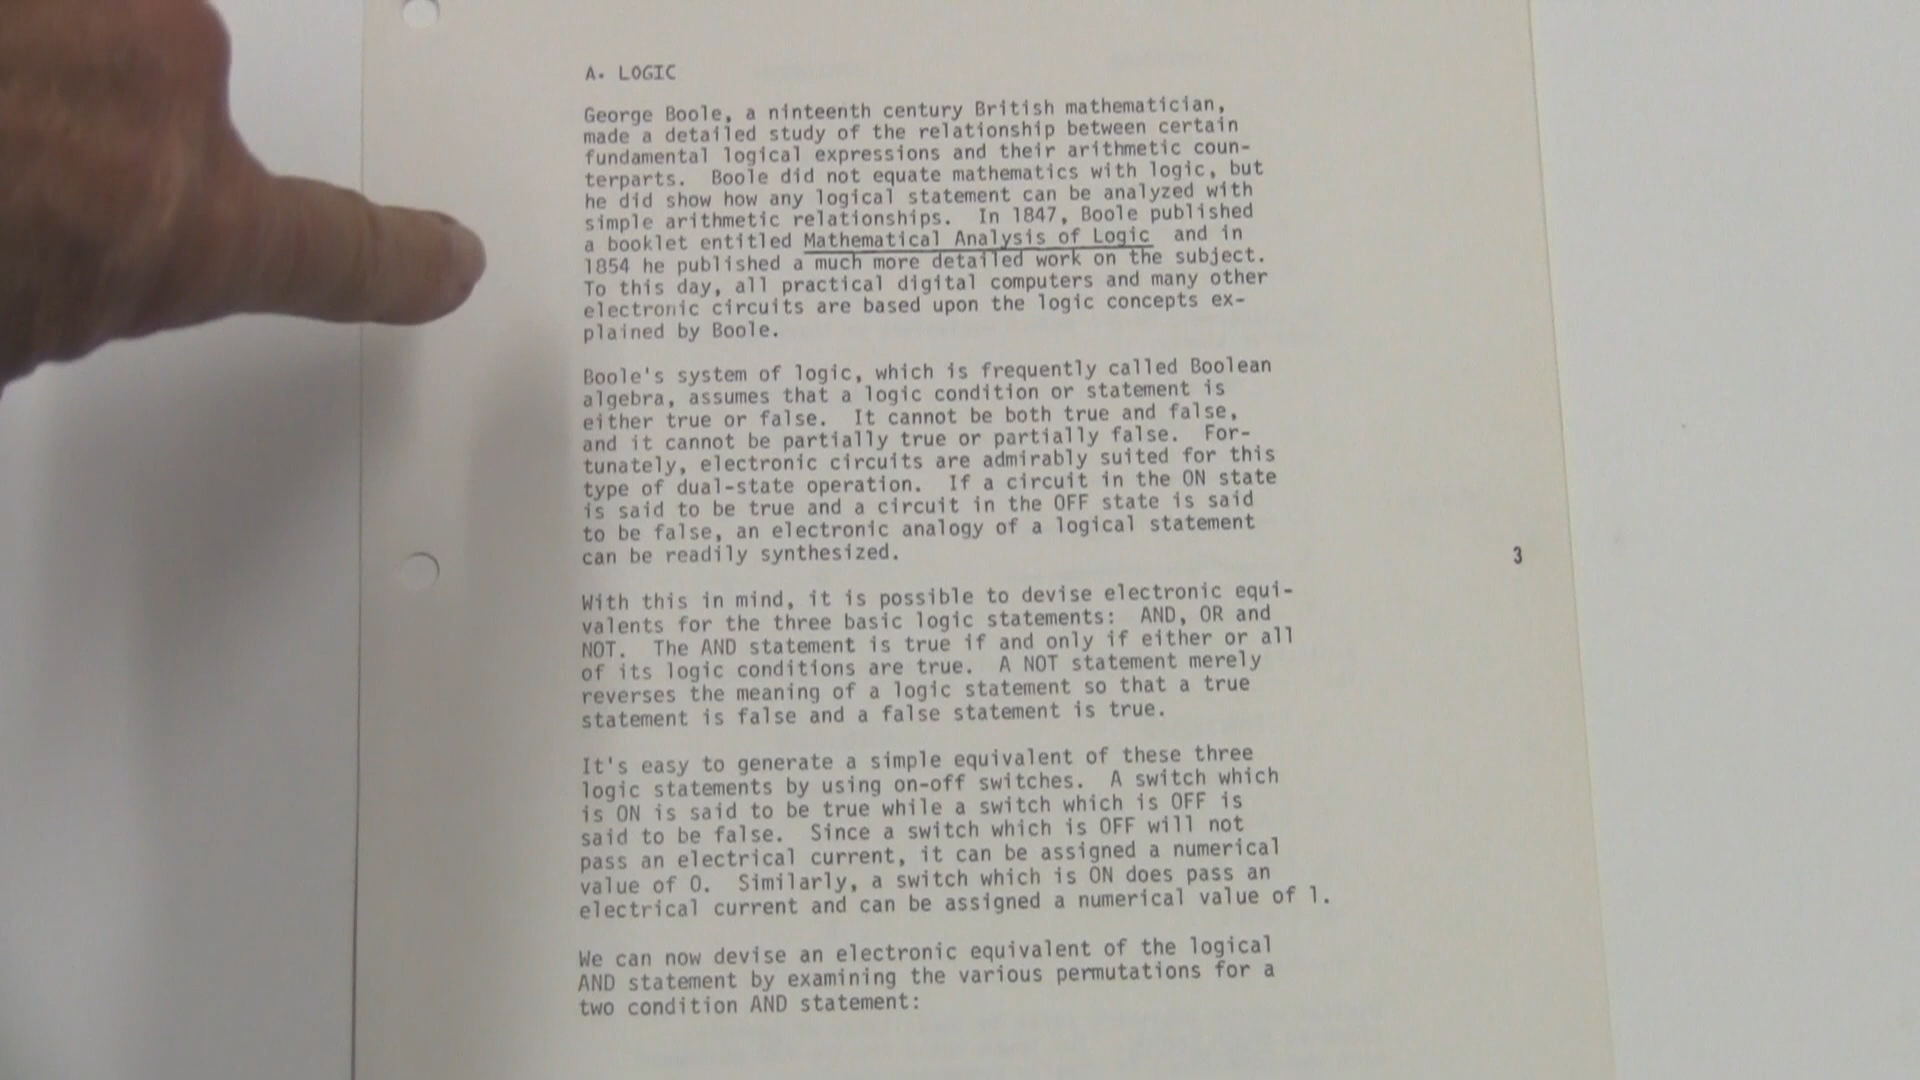 A. LOGIC
George Boole, a ninteenth century British mathematician,
made a detailed study of the relationship between certain
fundamental logical expressions and their arithmetic coun-
terparts. Boole did not equate mathematics with logic, but
he did show how any logical statement can be analyzed with
simple arithmetic relationships. In 1847, Boole published
a booklet entitled Mathematical Analysis of Logic and in
1854 he published a much more detailed work on the subject.
To this day, all practical digital computers and many other
electronic circuits are based upon the logic concepts ex-
plained by Boole.
Boole's system of logic, which is frequently called Boolean
algebra, assumes that a logic condition or statement is
either true or false. It cannot be both true and false,
and it cannot be partially true or partially false. For-
tunately, electronic circuits are admirably suited for this
type of dual-state operation. If a circuit in the ON state
is said to be true and a circuit in the OFF state is said
to be false, an electronic analogy of a logical statement
can be readily synthesized.
3
With this in mind, it is possible to devise electronic equi-
valents for the three basic logic statements: AND, OR and
NOT. The AND statement is true if and only if either or all
of its logic conditions are true. A NOT statement merely
reverses the meaning of a logic statement so that a true
statement is false and a false statement is true.
It's easy to generate a simple equivalent of these three
logic statements by using on-off switches. A switch which
is ON is said to be true while a switch which is OFF is
said to be false. Since a switch which is OFF will not
pass an electrical current, it can be assigned a numerical
value of 0. Similarly, a switch which is ON does pass an
electrical current and can be assigned a numerical value of 1.
We can now devise an electronic equivalent of the logical
AND statement by examining the various permutations for a
two condition AND statement: